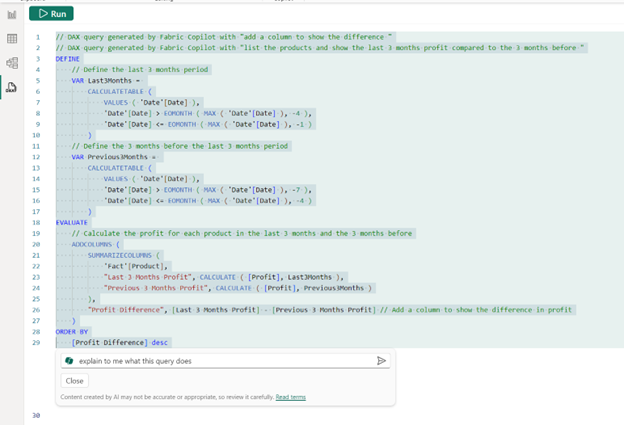 Run
1 // DAX query generated by Fabric Copilot with "add a column to show the difference "
2 // DAX query generated by Fabric Copilot with "list the products and show the last 3 months profit compared to the 3 months before "
3 DEFINE
4 // Define the last 3 months period
5 VAR Last3Months =
6 CALCULATETABLE (
7 VALUES ( 'Date'[Date] ),
8 'Date'[Date] > EOMONTH ( MAX ( 'Date'[Date] ), -4 ),
9 'Date'[Date] <= EOMONTH ( MAX ( 'Date'[Date] ), -1 )
10 )
11 // Define the 3 months before the last 3 months period
12 VAR Previous3Months =
13 CALCULATETABLE (
14 VALUES ( 'Date'[Date] ),
15 'Date'[Date] > EOMONTH ( MAX ( 'Date'[Date] ), -7 ),
16 'Date'[Date] <= EOMONTH ( MAX ( 'Date'[Date] ), -4 )
17 )
18 EVALUATE
19 // Calculate the profit for each product in the last 3 months and the 3 months before
20 ADDCOLUMNS (
21 SUMMARIZECOLUMNS (
22 'Fact'[Product],
23 "Last 3 Months Profit", CALCULATE ( [Profit], Last3Months ),
24 "Previous 3 Months Profit", CALCULATE ( [Profit], Previous3Months )
25 ),
26 "Profit Difference", [Last 3 Months Profit] - [Previous 3 Months Profit] // Add a column to show the difference in profit
27 )
28 ORDER BY
29 [Profit Difference] desc
explain to me what this query does
Close
Content created by AI may not be accurate or appropriate, so review it carefully. Read terms
30